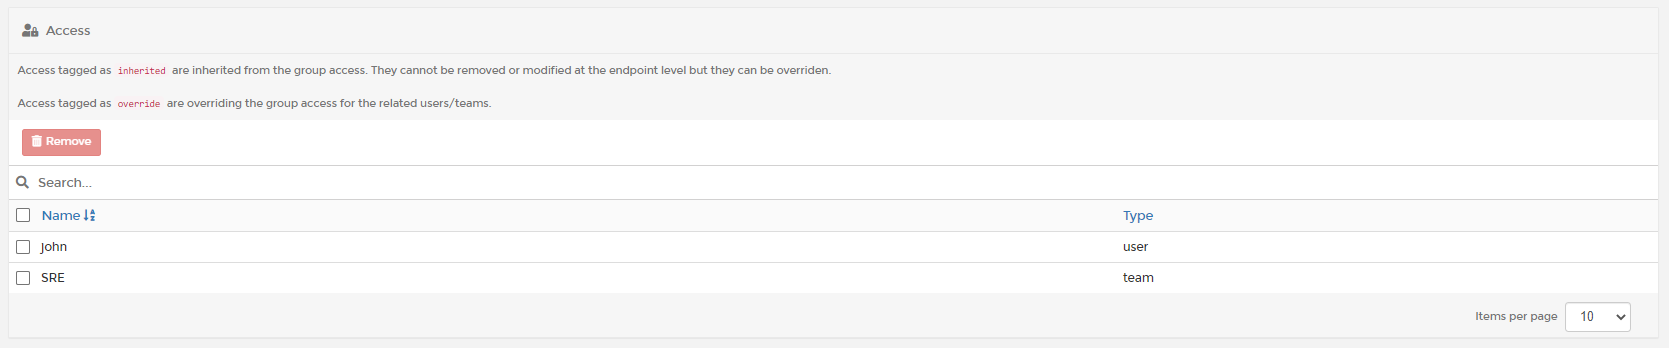 Access
Access tagged as inherited are inherited from the group access. They cannot be removed or modified at the endpoint level but they can be overriden.
Access tagged as override are overriding the group access for the related users/teams.
Remove
Search...
Name Type
john user
SRE team
Items per page 10